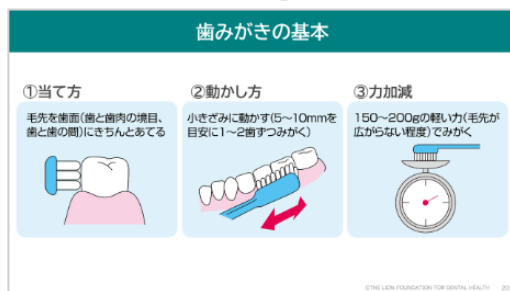 歯みがきの基本
①当て方
毛先を歯面(歯と歯肉の境目、
歯と歯の間)にきちんとあてる
②動かし方
小きざみに動かす(5〜10mmを
目安に1〜2歯ずつみがく)
③力加減
150〜200gの軽い力(毛先が
広がらない程度)でみがく
©THE LION FOUNDATION FOR DENTAL HEALTH 20